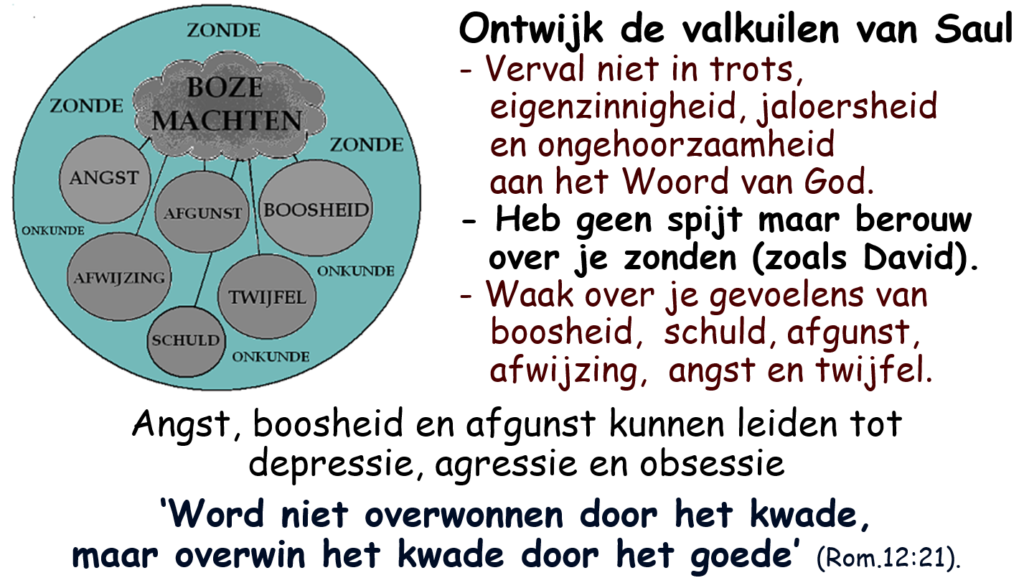 ZONDE
BOZE
MACHTEN
ZONDE
ZONDE
ANGST
AFGUNST
BOOSHEID
ONKUNDE
AFWIJZING
ONKUNDE
TWIJFEL
SCHULD
ONKUNDE
Ontwijk de valkuilen van Saul
- Verval niet in trots,
eigenzinnigheid, jaloersheid
en ongehoorzaamheid
aan het Woord van God.
- Heb geen spijt maar berouw
over je zonden (zoals David).
- Waak over je gevoelens van
boosheid, schuld, afgunst,
afwijzing, angst en twijfel.
Angst, boosheid en afgunst kunnen leiden tot
depressie, agressie en obsessie
‘Word niet overwonnen door het kwade,
maar overwin het kwade door het goede’ (Rom.12:21).